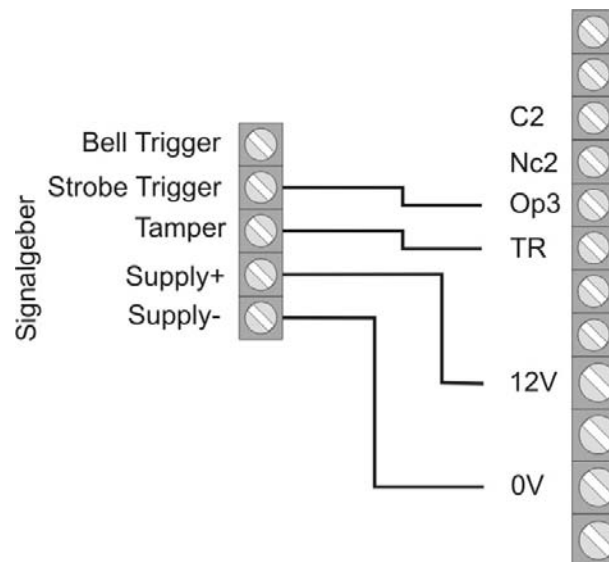 Signalgeber
Bell Trigger
Strobe Trigger
Tamper
Supply+
Supply-
C2
Nc2
Op3
TR
12V
0V